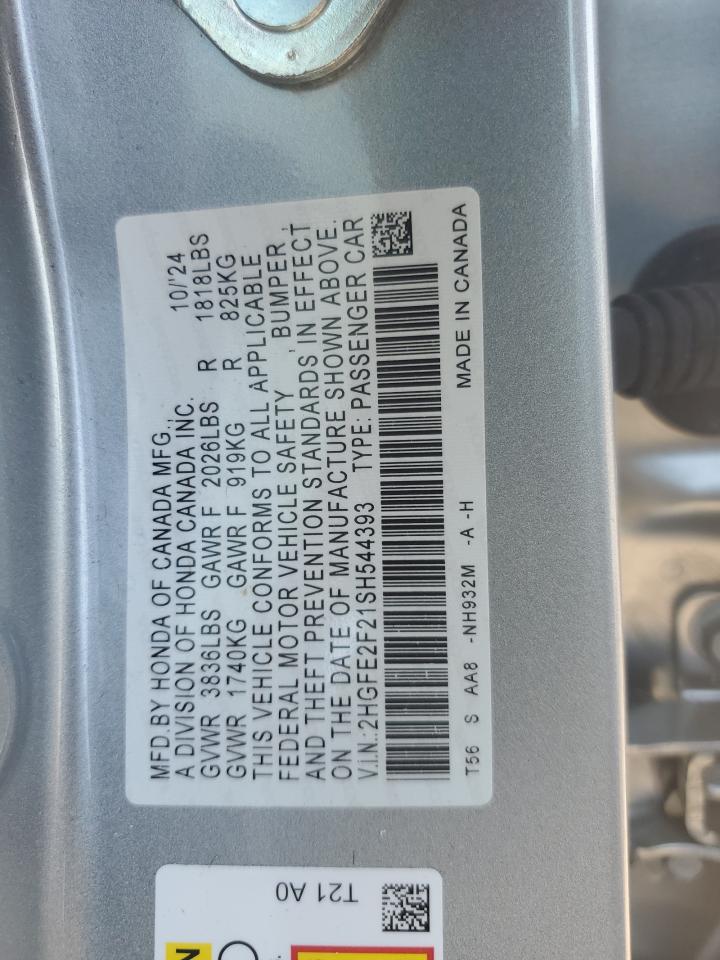 MFD.BY HONDA OF CANADA MFG., 10/'24
A DIVISION OF HONDA CANADA INC.
GVWR 3836LBS GAWR F 2026LBS R 1818LBS
GVWR 1740KG GAWR F 919KG R 825KG
THIS VEHICLE CONFORMS TO ALL APPLICABLE
FEDERAL MOTOR VEHICLE SAFETY , BUMPER ,
AND THEFT PREVENTION STANDARDS IN EFFECT
ON THE DATE OF MANUFACTURE SHOWN ABOVE.
V.I.N.:2HGFE2F21SH544393 TYPE: PASSENGER CAR
T56 S AA8 -NH932M -A -H MADE IN CANADA
T21 A0